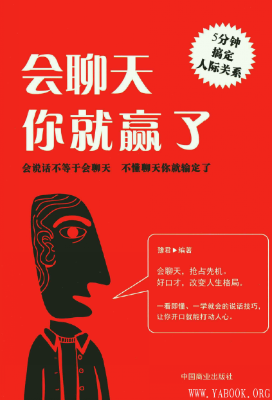 5分钟
搞定
人际关系
会聊天
你就赢了
会说话不等于会聊天 不懂聊天你就输定了
编著
会聊天，抢占先机。
好口才，改变人生格局。
一看即懂、一学就会的说话技巧，
让你开口就能打动人心。
中国商业出版社
WWW.YABOOK.ORG